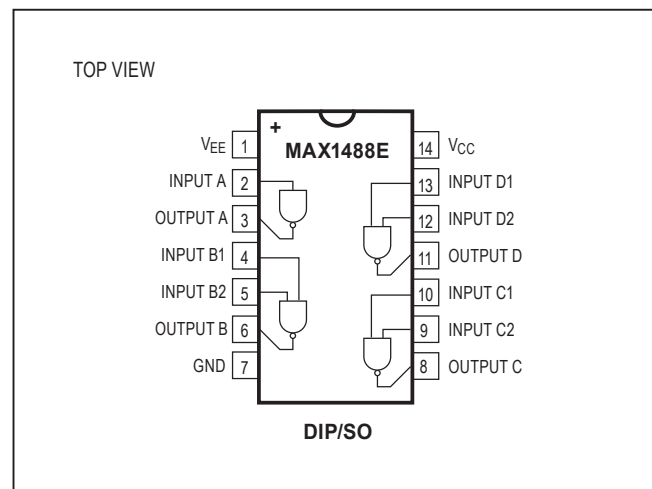 TOP VIEW
+
MAX1488E
VEE 1
INPUT A 2
OUTPUT A 3
INPUT B1 4
INPUT B2 5
OUTPUT B 6
GND 7
14 VCC
13 INPUT D1
12 INPUT D2
11 OUTPUT D
10 INPUT C1
9 INPUT C2
8 OUTPUT C
DIP/SO